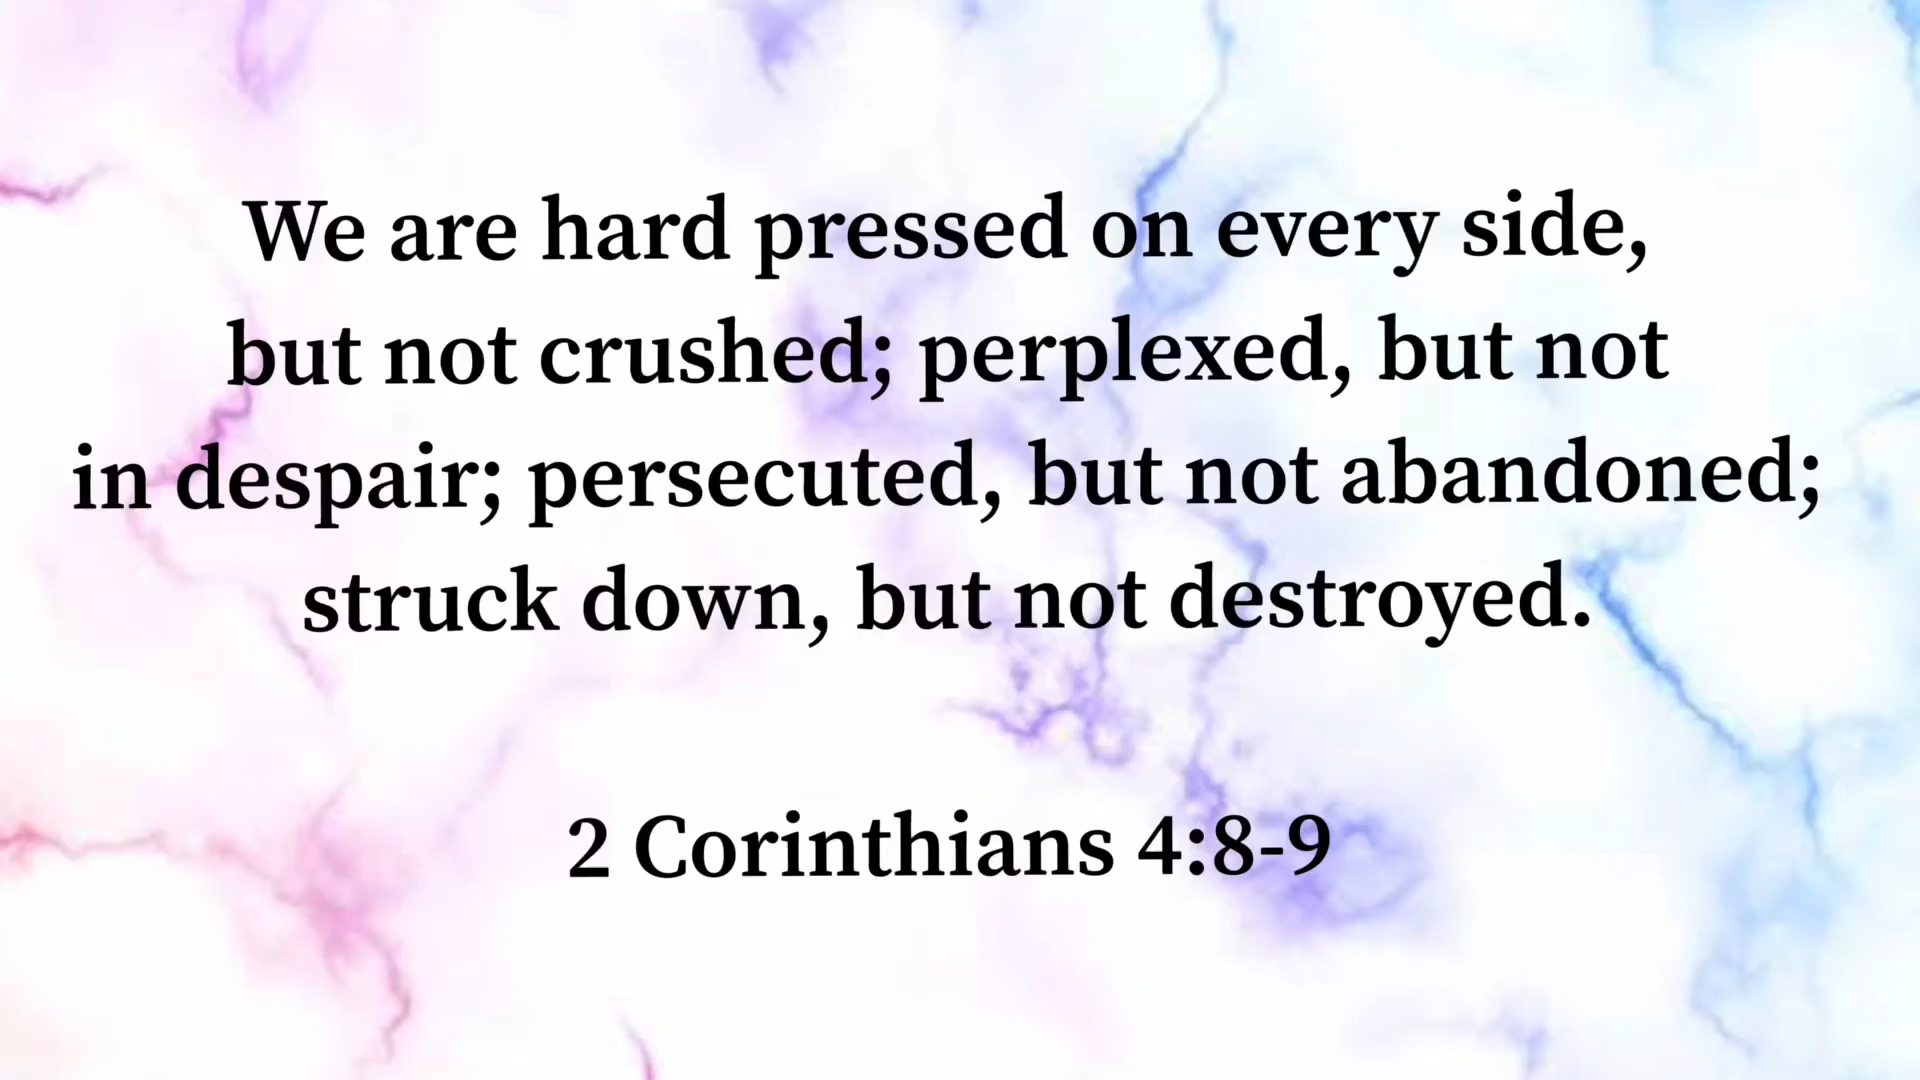 We are hard pressed on every side,
but not crushed; perplexed, but not
in despair; persecuted, but not abandoned;
struck down, but not destroyed.
2 Corinthians 4:8-9